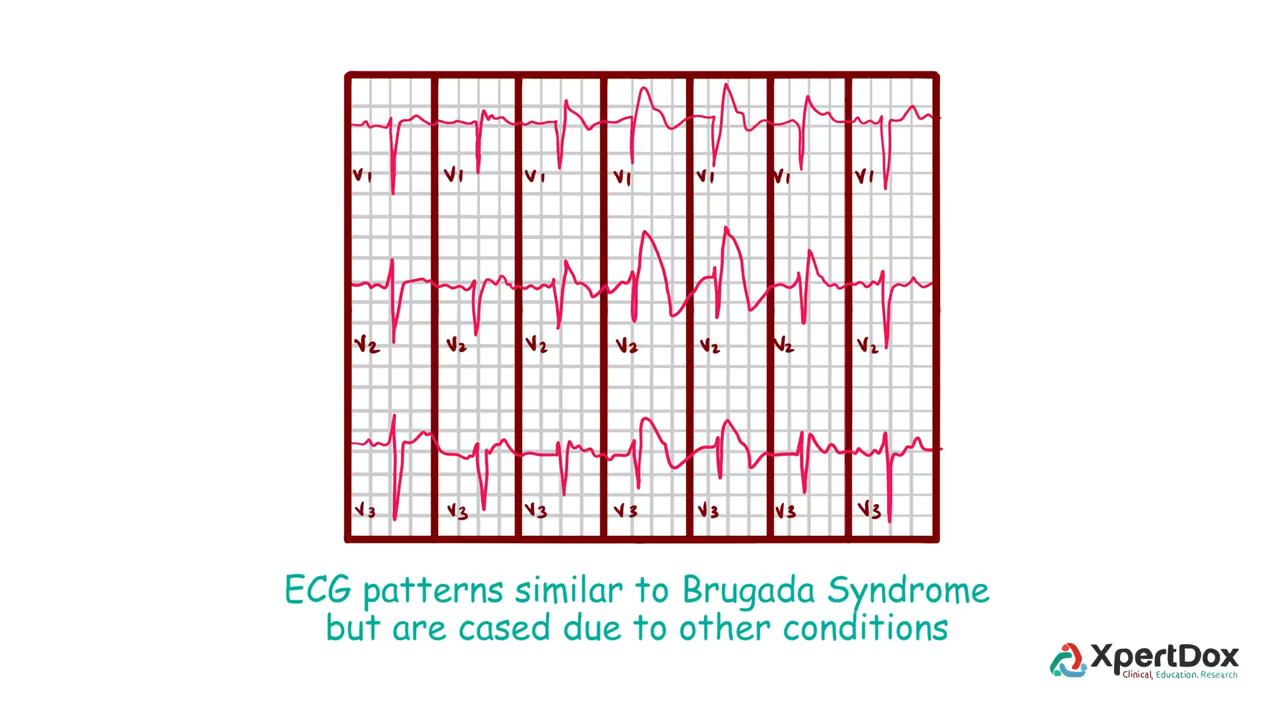 V1 V1 V1 V1 V1 V1 V1
V2 V2 V2 V2 V2 V2 V2
V3 V3 V3 V3 V3 V3 V3
ECG patterns similar to Brugada Syndrome
but are cased due to other conditions
XpertDox
Clinical, Education, Research